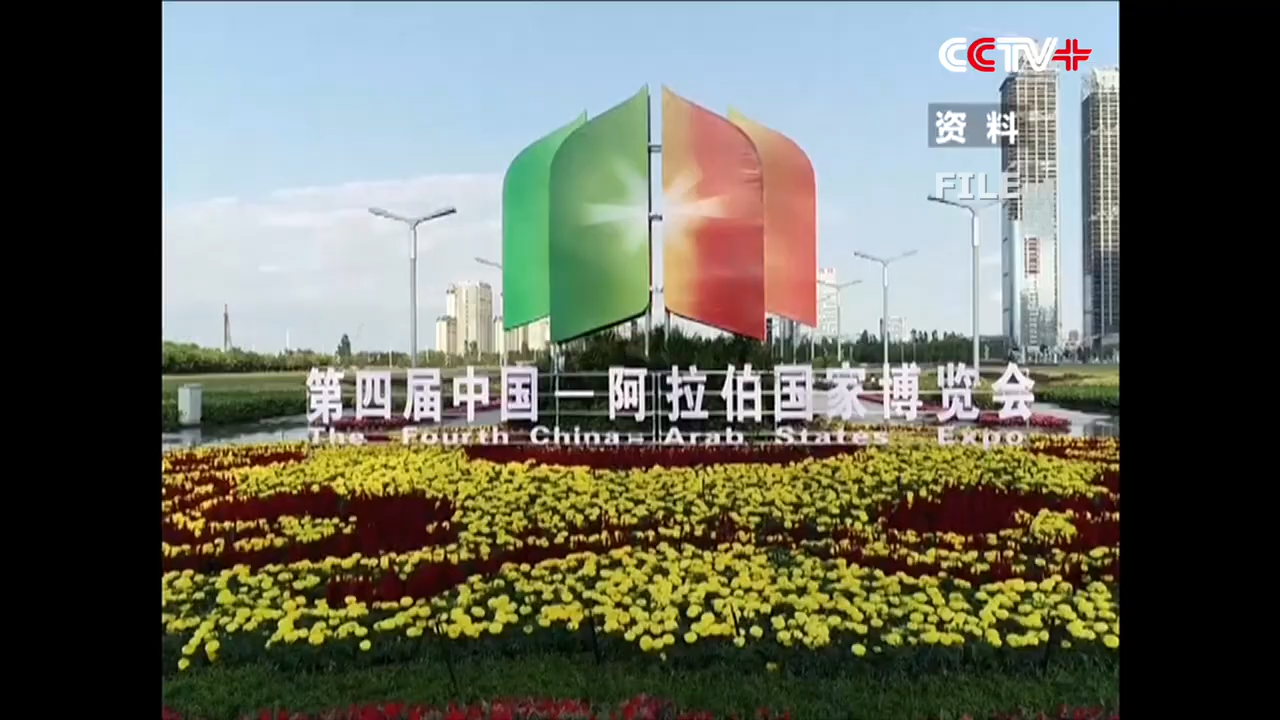 CCTV+
资料
FILE
第四届中国－阿拉伯国家博览会
The Fourth China - Arab States Expo